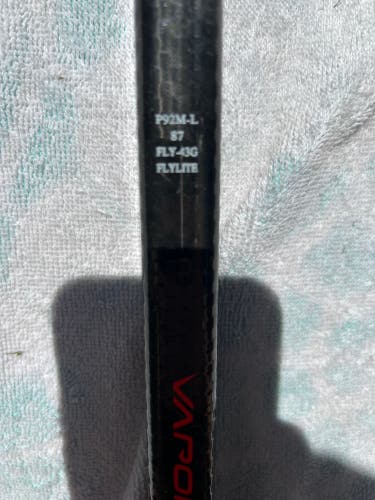 P92M-L
87
FLY-43G
FLYLITE
VAPO